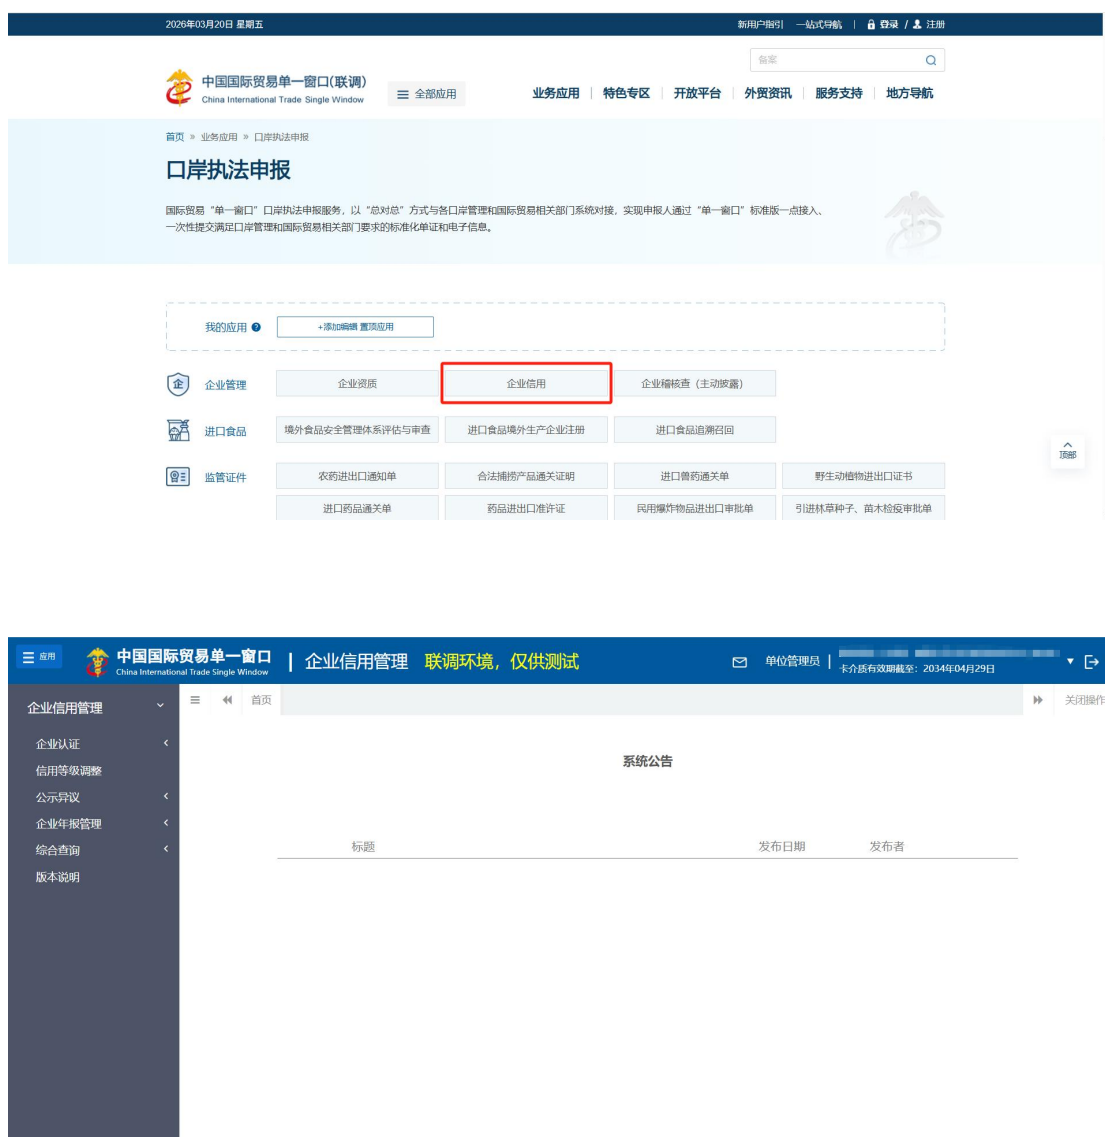 2026年03月20日 星期五
新用户指引 一站式导航 | 登录 / 注册
备案
中国国际贸易单一窗口(联调)
China International Trade Single Window
全部应用
业务应用 特色专区 开放平台 外贸资讯 服务支持 地方导航
首页 » 业务应用 » 口岸执法申报
口岸执法申报
国际贸易“单一窗口”口岸执法申报服务，以“总对总”方式与各口岸管理和国际贸易相关部门系统对接，实现申报人通过“单一窗口”标准版一点接入、
一次性提交满足口岸管理和国际贸易相关部门要求的标准化单证和电子信息。
我的应用 +添加编辑 置顶应用
企业管理 企业资质 企业信用 企业稽核查（主动披露）
进口食品 境外食品安全管理体系评估与审查 进口食品境外生产企业注册 进口食品追溯召回
顶部
监管证件 农药进出口通知单 合法捕捞产品通关证明 进口兽药通关单 野生动植物进出口证书
进口药品通关单 药品进出口准许证 民用爆炸物品进出口审批单 引进林草种子、苗木检疫审批单
应用
中国国际贸易单一窗口
China International Trade Single Window
企业信用管理 联调环境，仅供测试
单位管理员
卡介质有效期截至：2034年04月29日
企业信用管理
首页
关闭操作
企业认证
信用等级调整
公示异议
企业年报管理
综合查询
版本说明
系统公告
标题 发布日期 发布者